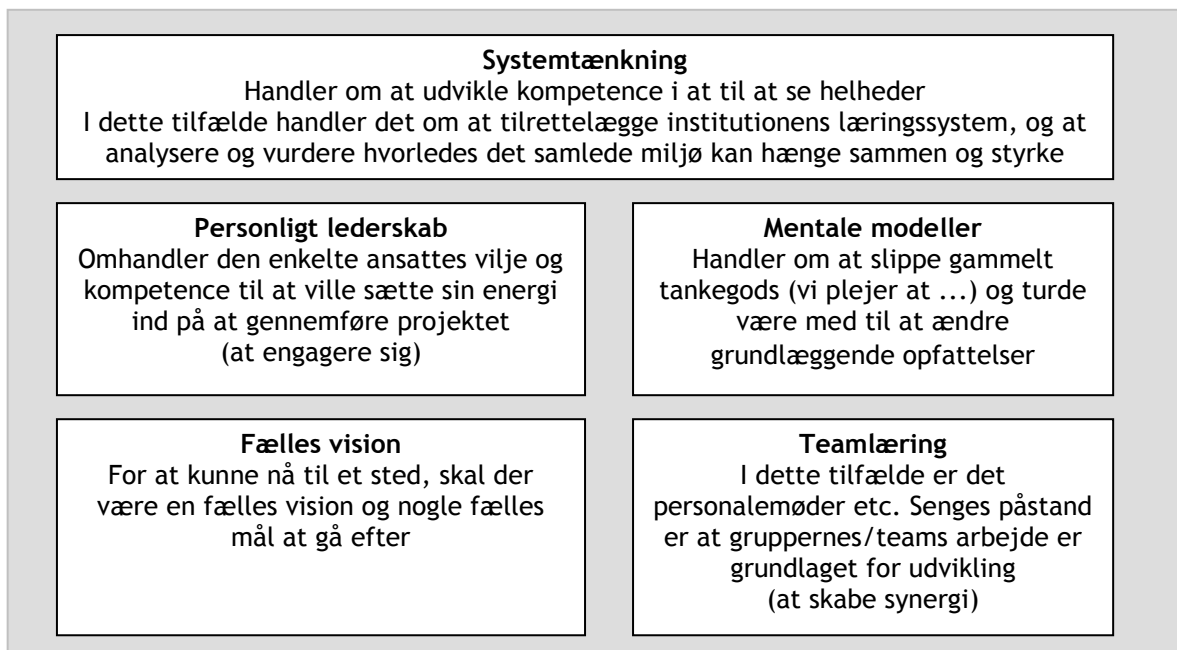 Systemtænkning
Handler om at udvikle kompetence i at til at se helheder
I dette tilfælde handler det om at tilrettelægge institutionens læringssystem, og at
analysere og vurdere hvorledes det samlede miljø kan hænge sammen og styrke
Personligt lederskab
Omhandler den enkelte ansattes vilje og
kompetence til at ville sætte sin energi
ind på at gennemføre projektet
(at engagere sig)
Mentale modeller
Handler om at slippe gammelt
tankegods (vi plejer at ...) og turde
være med til at ændre
grundlæggende opfattelser
Fælles vision
For at kunne nå til et sted, skal der
være en fælles vision og nogle fælles
mål at gå efter
Teamlæring
I dette tilfælde er det
personalemøder etc. Senges påstand
er at gruppernes/teams arbejde er
grundlaget for udvikling
(at skabe synergi)